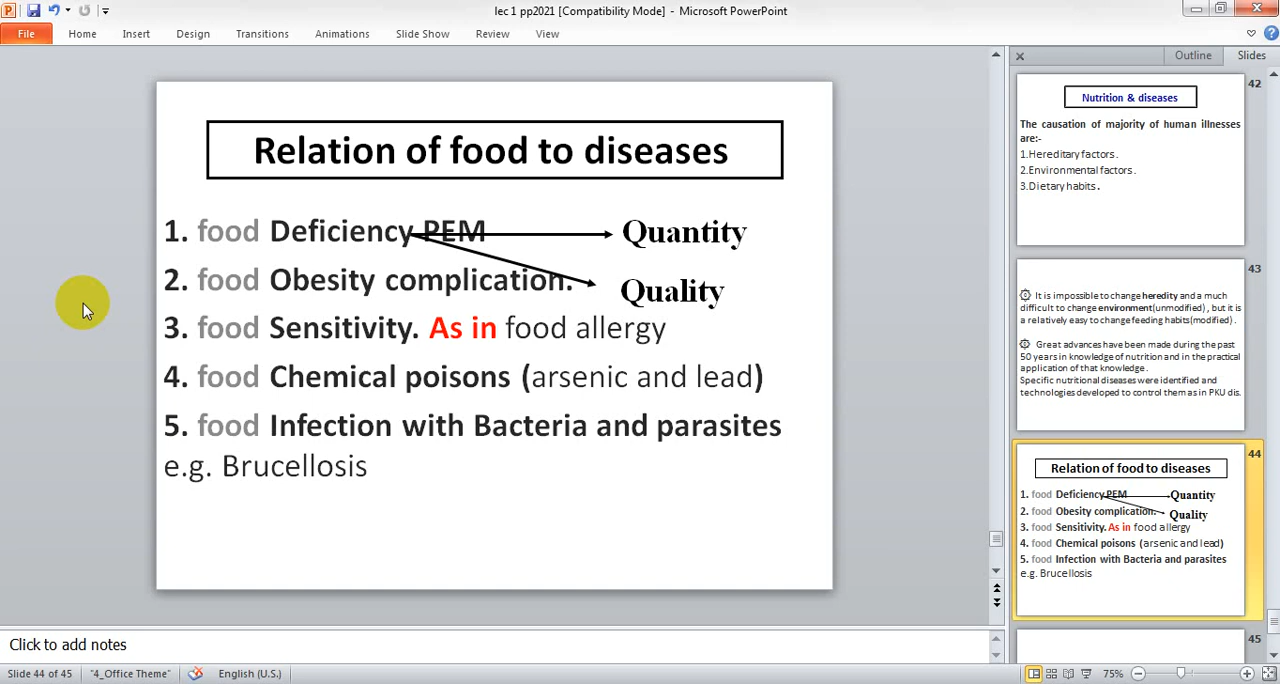 lec 1 pp2021 [Compatibility Mode] - Microsoft PowerPoint
File Home Insert Design Transitions Animations Slide Show Review View
Relation of food to diseases
1. food Deficiency PEM Quantity
2. food Obesity complication. Quality
3. food Sensitivity. As in food allergy
4. food Chemical poisons (arsenic and lead)
5. food Infection with Bacteria and parasites
e.g. Brucellosis
Click to add notes
Slide 44 of 45 "4_Office Theme" English (U.S.) 75%
Outline Slides
42
Nutrition & diseases
The causation of majority of human illnesses
are:-
1.Hereditary factors.
2.Environmental factors.
3.Dietary habits.
43
It is impossible to change heredity and a much
difficult to change environment(unmodified), but it is
a relatively easy to change feeding habits(modified).
Great advances have been made during the past
50 years in knowledge of nutrition and in the practical
application of that knowledge.
Specific nutritional diseases were identified and
technologies developed to control them as in PKU dis.
44
Relation of food to diseases
1. food Deficiency PEM Quantity
2. food Obesity complication. Quality
3. food Sensitivity. As in food allergy
4. food Chemical poisons (arsenic and lead)
5. food Infection with Bacteria and parasites
e.g. Brucellosis
45